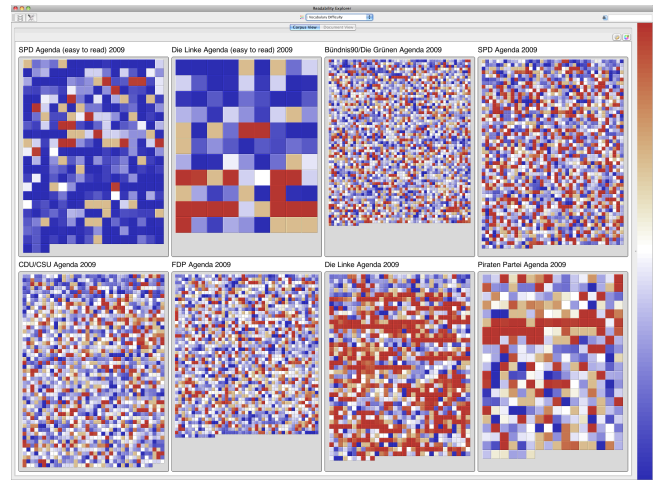 Readability Explorer
Vocabulary Difficulty
Corpus View Document View
SPD Agenda (easy to read) 2009
Die Linke Agenda (easy to read) 2009
Bündnis90/Die Grünen Agenda 2009
SPD Agenda 2009
CDU/CSU Agenda 2009
FDP Agenda 2009
Die Linke Agenda 2009
Piraten Partei Agenda 2009